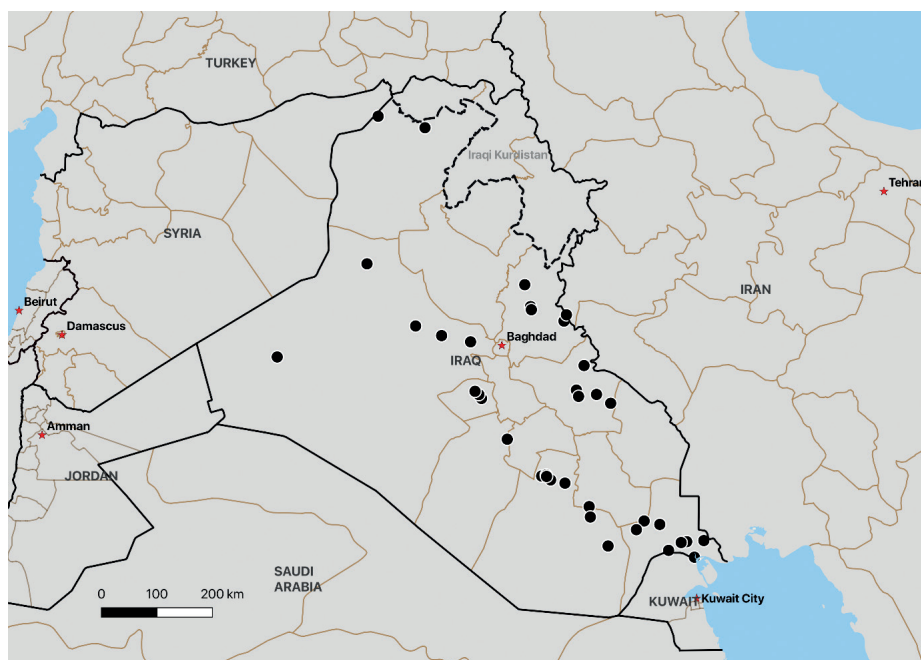 TURKEY
Iraqi Kurdistan
Tehran
SYRIA
IRAN
Beirut
Damascus
Baghdad
IRAQ
Amman
JORDAN
SAUDI
ARABIA
KUWAIT
Kuwait City
0 100 200 km